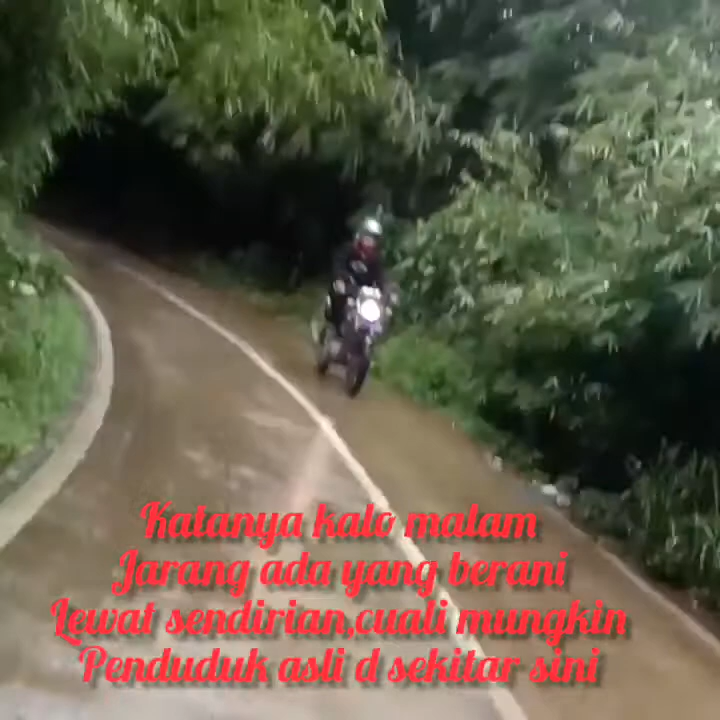 Katanya kalo malam
Jarang ada yang berani
Lewat sendirian,cuali mungkin
Penduduk asli d sekitar sini